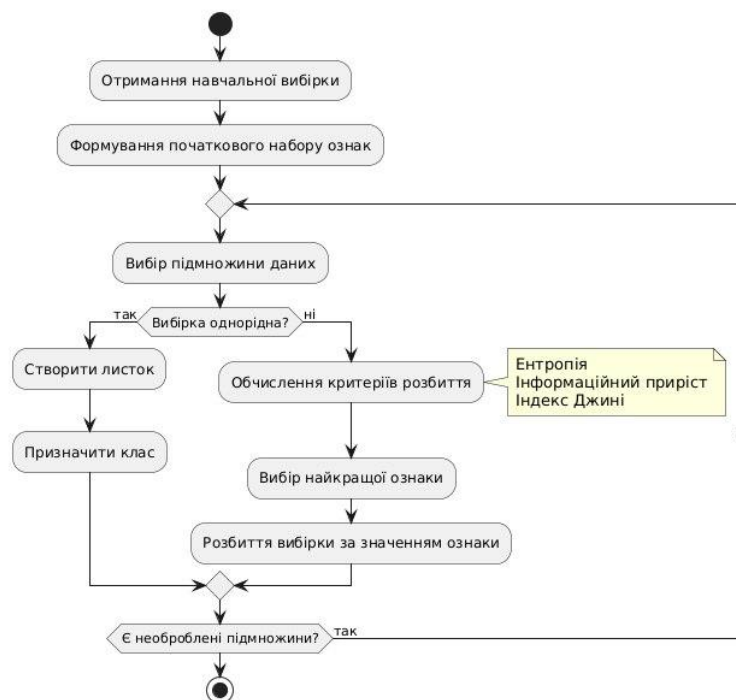 Отримання навчальної вибірки
Формування початкового набору ознак
Вибір підмножини даних
так
Вибірка однорідна?
ні
Створити листок
Обчислення критеріїв розбиття
Ентропія
Інформаційний приріст
Індекс Джині
Призначити клас
Вибір найкращої ознаки
Розбиття вибірки за значенням ознаки
Є необроблені підмножини?
так